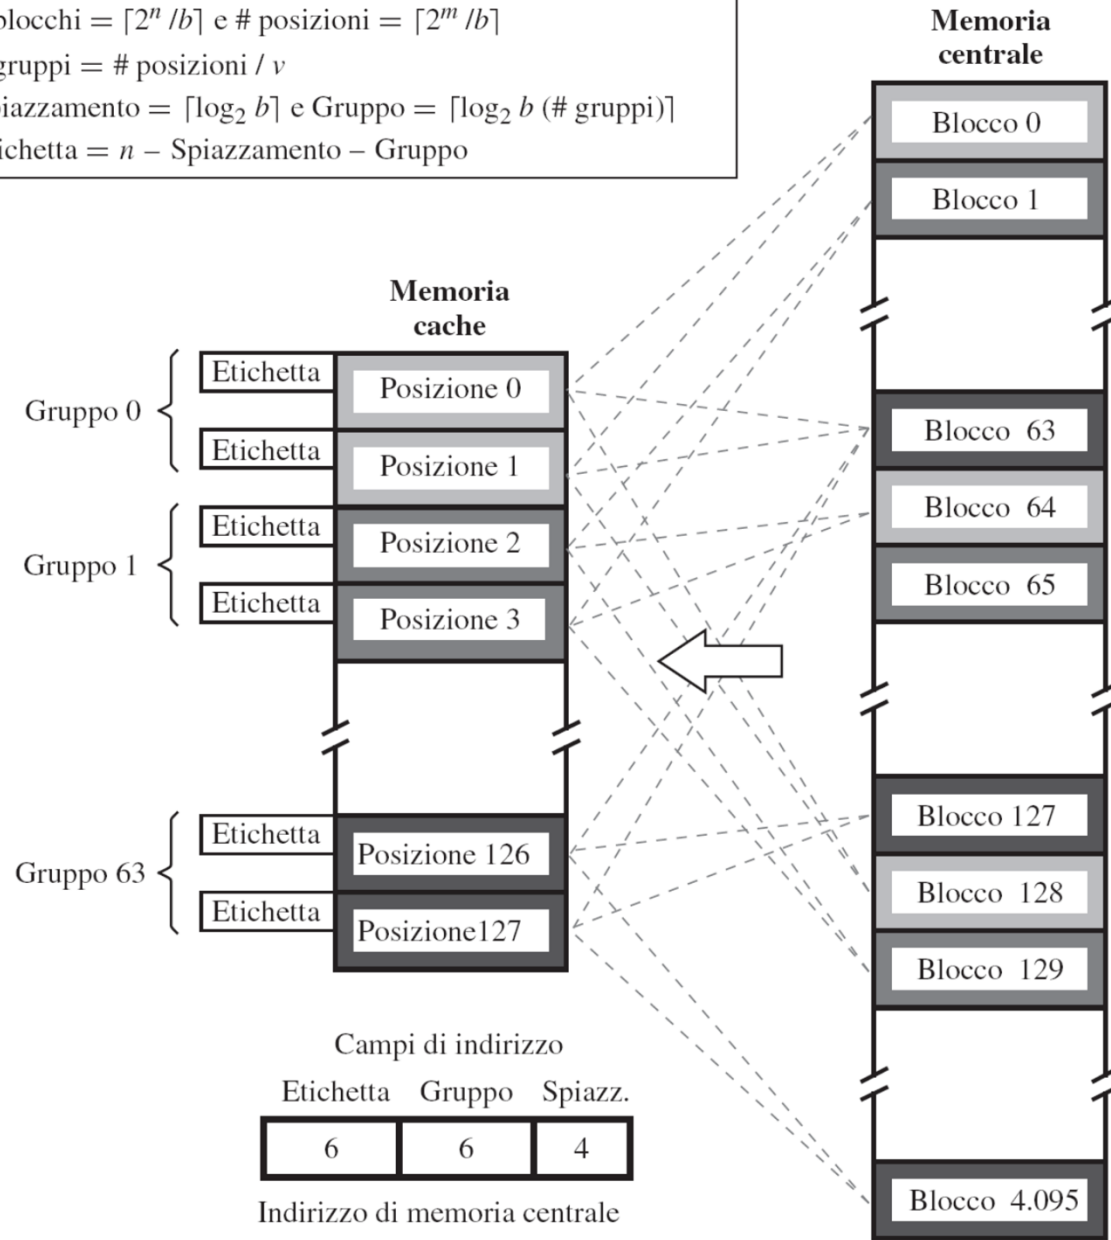 blocchi = ⌈2ⁿ /b⌉ e # posizioni = ⌈2ᵐ /b⌉
gruppi = # posizioni / v
iazzamento = ⌈log₂ b⌉ e Gruppo = ⌈log₂ b (# gruppi)⌉
ichetta = n – Spiazzamento – Gruppo
Memoria
centrale
Blocco 0
Blocco 1
Blocco 63
Blocco 64
Blocco 65
Blocco 127
Blocco 128
Blocco 129
Blocco 4.095
Memoria
cache
Gruppo 0
Etichetta
Posizione 0
Etichetta
Posizione 1
Gruppo 1
Etichetta
Posizione 2
Etichetta
Posizione 3
Gruppo 63
Etichetta
Posizione 126
Etichetta
Posizione127
Campi di indirizzo
Etichetta Gruppo Spiazz.
6 6 4
Indirizzo di memoria centrale